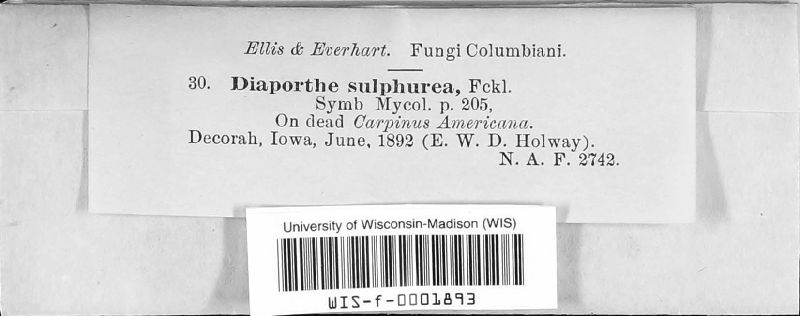 Ellis & Everhart. Fungi Columbiani.
30. Diaporthe sulphurea, Fckl.
Symb Mycol. p. 205,
On dead Carpinus Americana.
Decorah, Iowa, June, 1892 (E. W. D. Holway).
N. A. F. 2742.
University of Wisconsin-Madison (WIS)
WIS-f-0001893